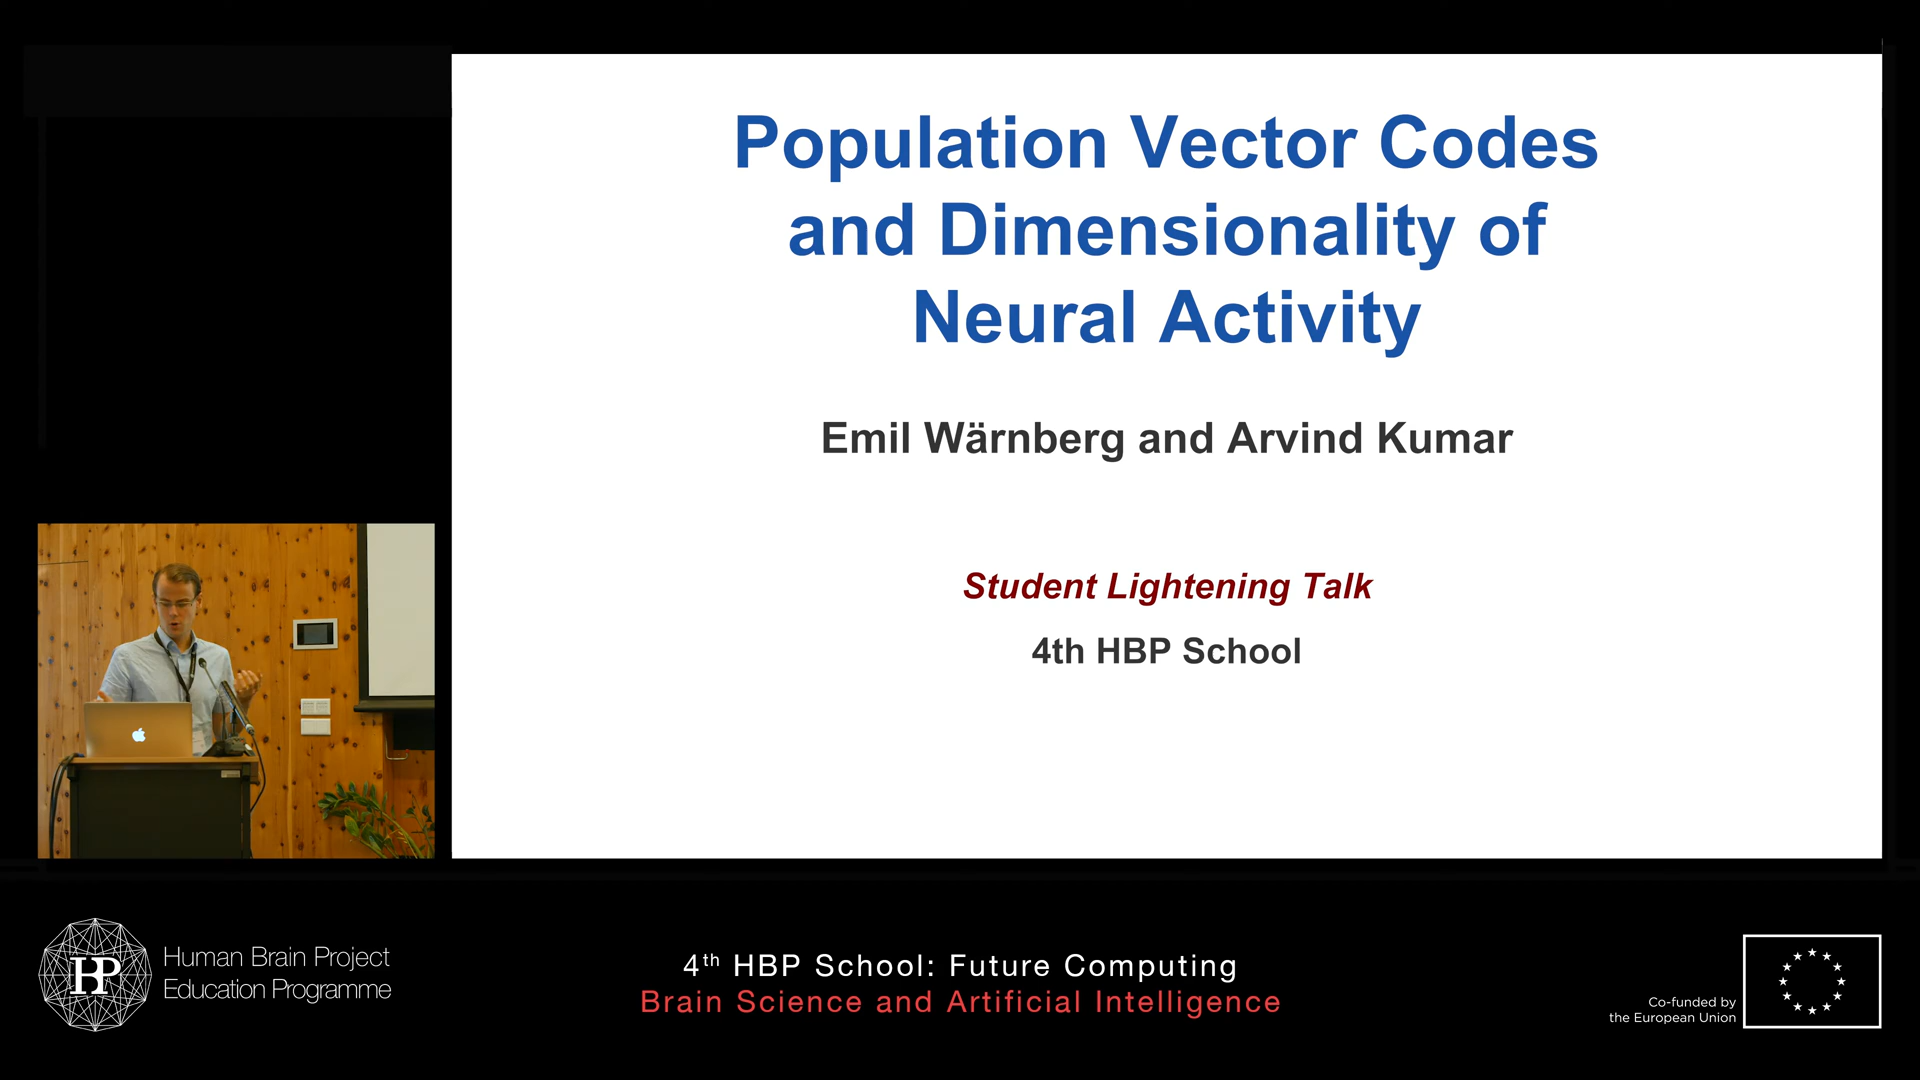 Population Vector Codes
and Dimensionality of
Neural Activity
Emil Wärnberg and Arvind Kumar
Student Lightening Talk
4th HBP School
HP
Human Brain Project
Education Programme
4th HBP School: Future Computing
Brain Science and Artificial Intelligence
Co-funded by
the European Union